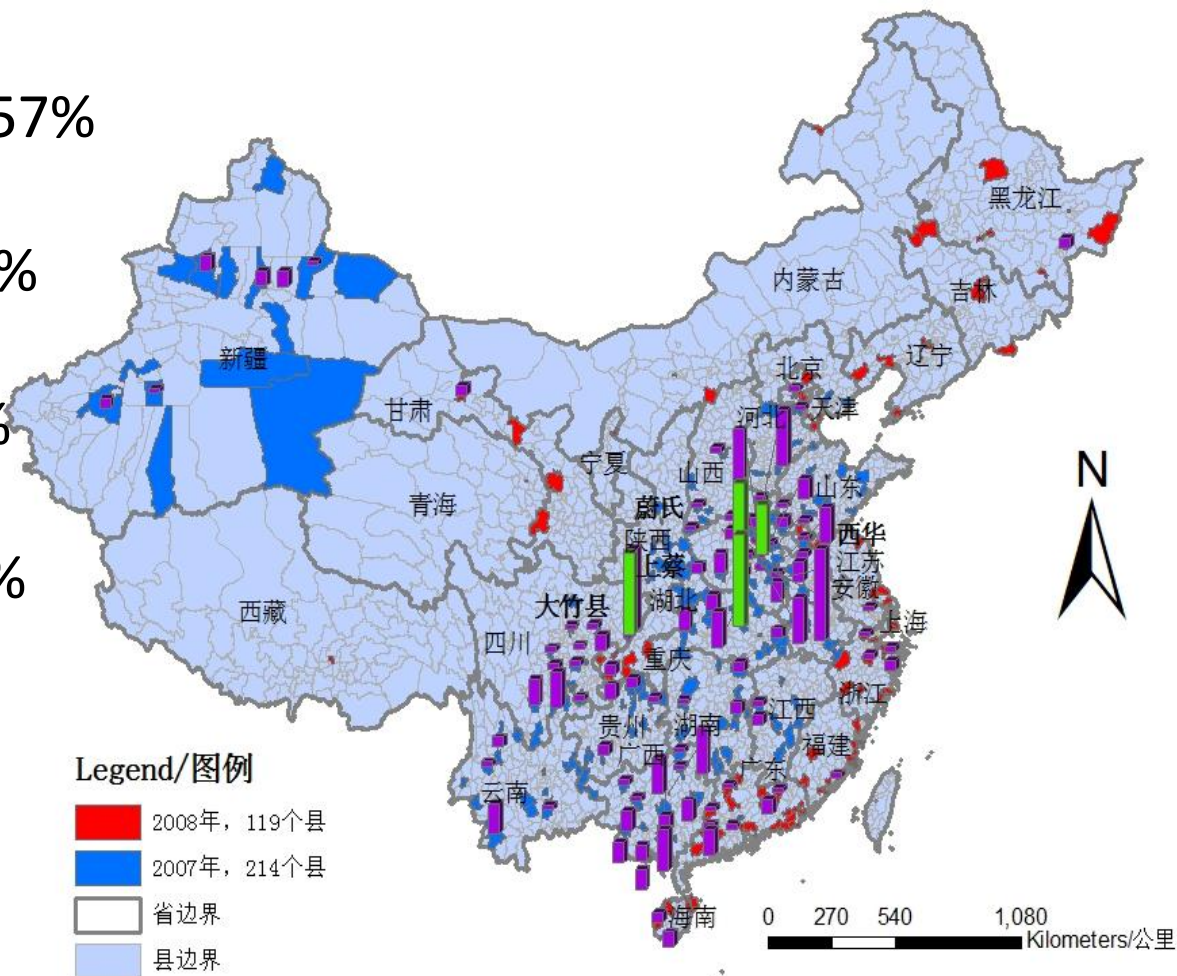 57%
%
%
%
黑龙江
内蒙古
吉林
辽宁
新疆
北京
甘肃
天津
河北
宁夏
山西
山东
青海
蔚氏
陕西
西华
江苏
上蔡
安徽
大竹县
湖北
西藏
上海
四川
重庆
浙江
江西
贵州
湖南
福建
广西
广东
云南
海南
N
Legend/图例
2008年，119个县
2007年，214个县
省边界
县边界
0 270 540 1,080
Kilometers/公里